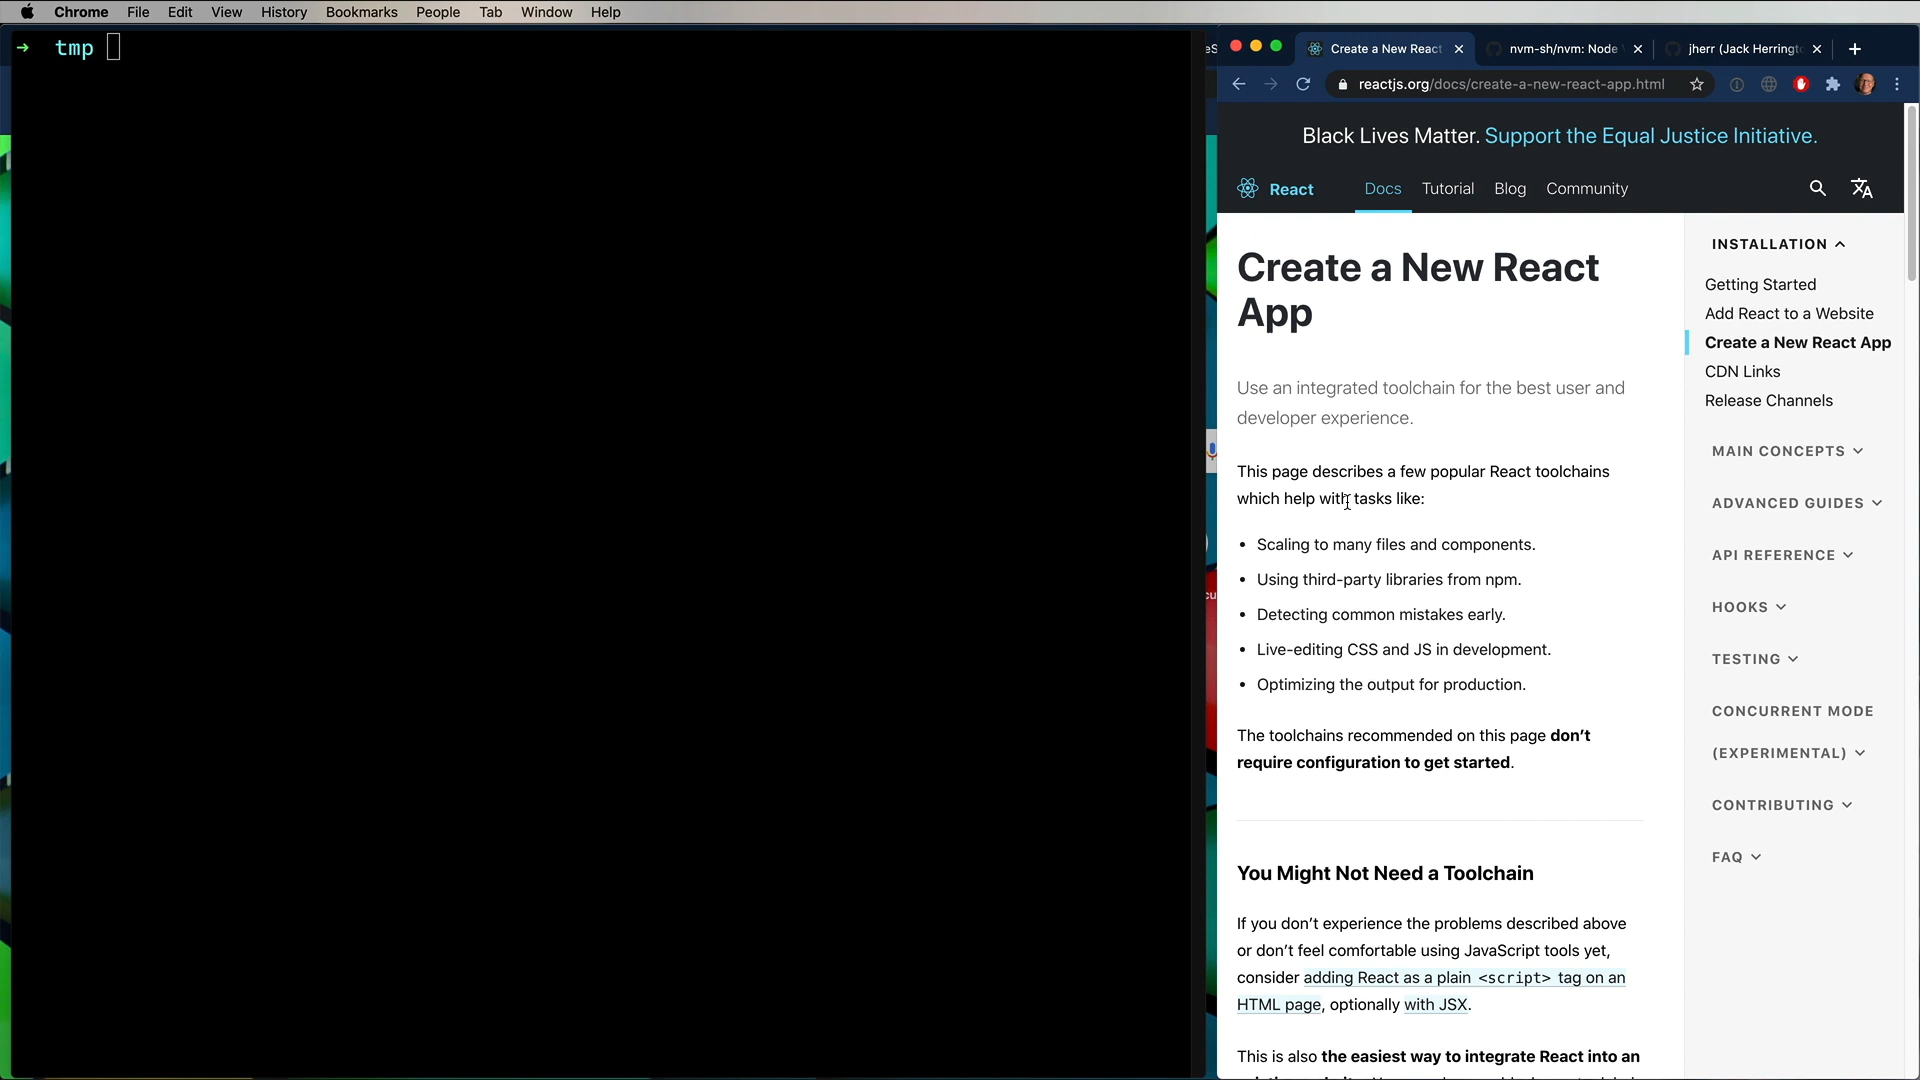 Chrome File Edit View History Bookmarks People Tab Window Help
➜ tmp
Create a New React
nvm-sh/nvm: Node
jherr (Jack Herringt
reactjs.org/docs/create-a-new-react-app.html
Black Lives Matter. Support the Equal Justice Initiative.
React Docs Tutorial Blog Community
Create a New React
App
Use an integrated toolchain for the best user and
developer experience.
This page describes a few popular React toolchains
which help with tasks like:
• Scaling to many files and components.
• Using third-party libraries from npm.
• Detecting common mistakes early.
• Live-editing CSS and JS in development.
• Optimizing the output for production.
The toolchains recommended on this page don’t
require configuration to get started.
You Might Not Need a Toolchain
If you don’t experience the problems described above
or don’t feel comfortable using JavaScript tools yet,
consider adding React as a plain <script> tag on an
HTML page, optionally with JSX.
This is also the easiest way to integrate React into an
INSTALLATION
Getting Started
Add React to a Website
Create a New React App
CDN Links
Release Channels
MAIN CONCEPTS
ADVANCED GUIDES
API REFERENCE
HOOKS
TESTING
CONCURRENT MODE
(EXPERIMENTAL)
CONTRIBUTING
FAQ